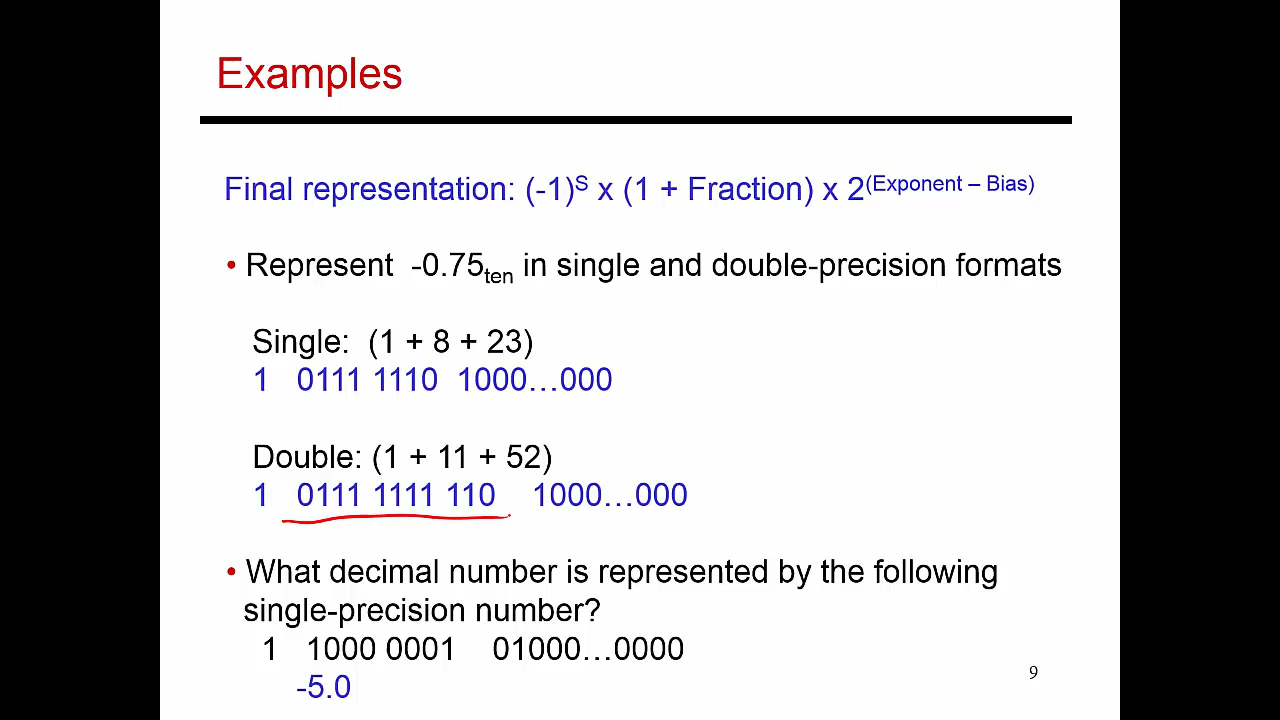 Examples
Final representation: (-1)S x (1 + Fraction) x 2(Exponent – Bias)
• Represent -0.75ten in single and double-precision formats
Single: (1 + 8 + 23)
1 0111 1110 1000…000
Double: (1 + 11 + 52)
1 0111 1111 110 1000…000
• What decimal number is represented by the following
single-precision number?
1 1000 0001 01000…0000
-5.0
9